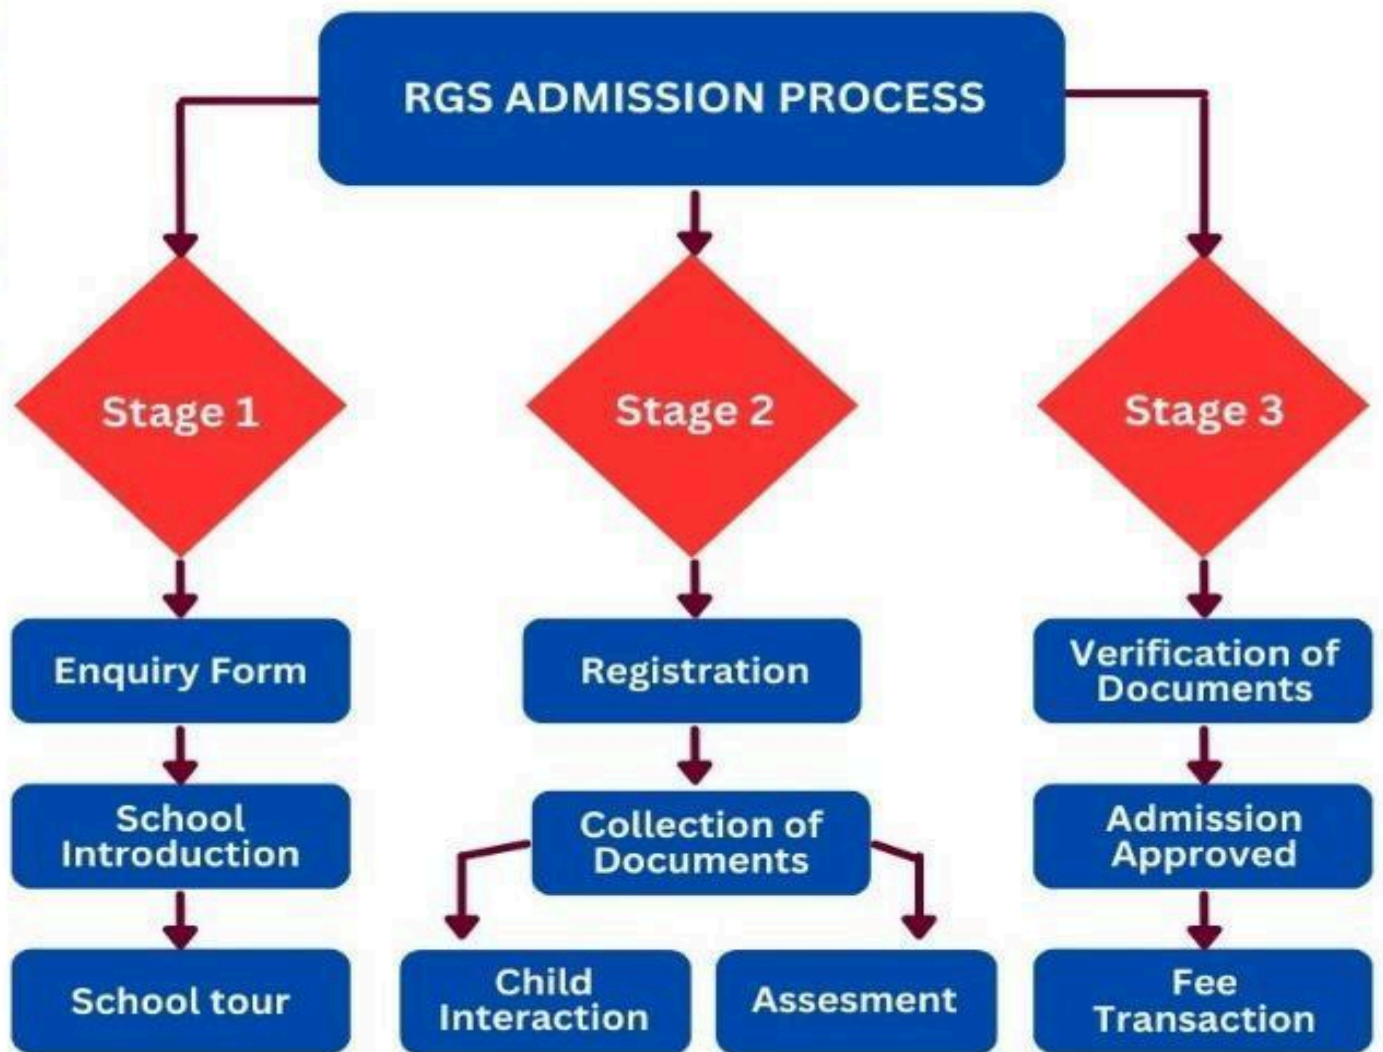 RGS ADMISSION PROCESS
Stage 1
Stage 2
Stage 3
Enquiry Form
Registration
Verification of
Documents
School
Introduction
Collection of
Documents
Admission
Approved
School tour
Child
Interaction
Assesment
Fee
Transaction